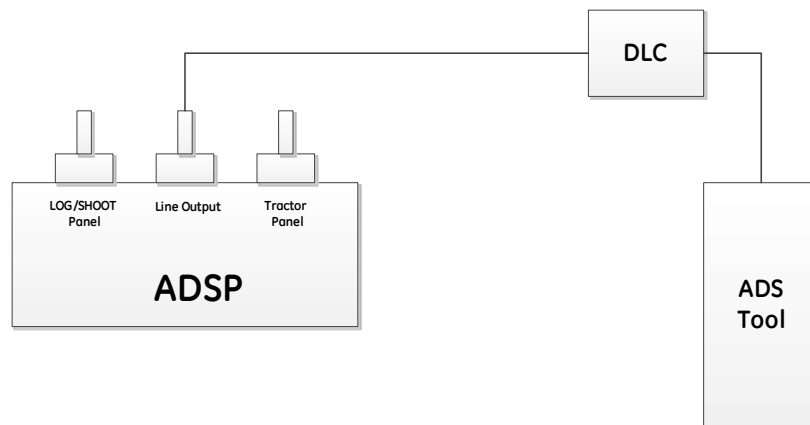 DLC
LOG/SHOOT
Panel
Line Output
Tractor
Panel
ADSP
ADS
Tool